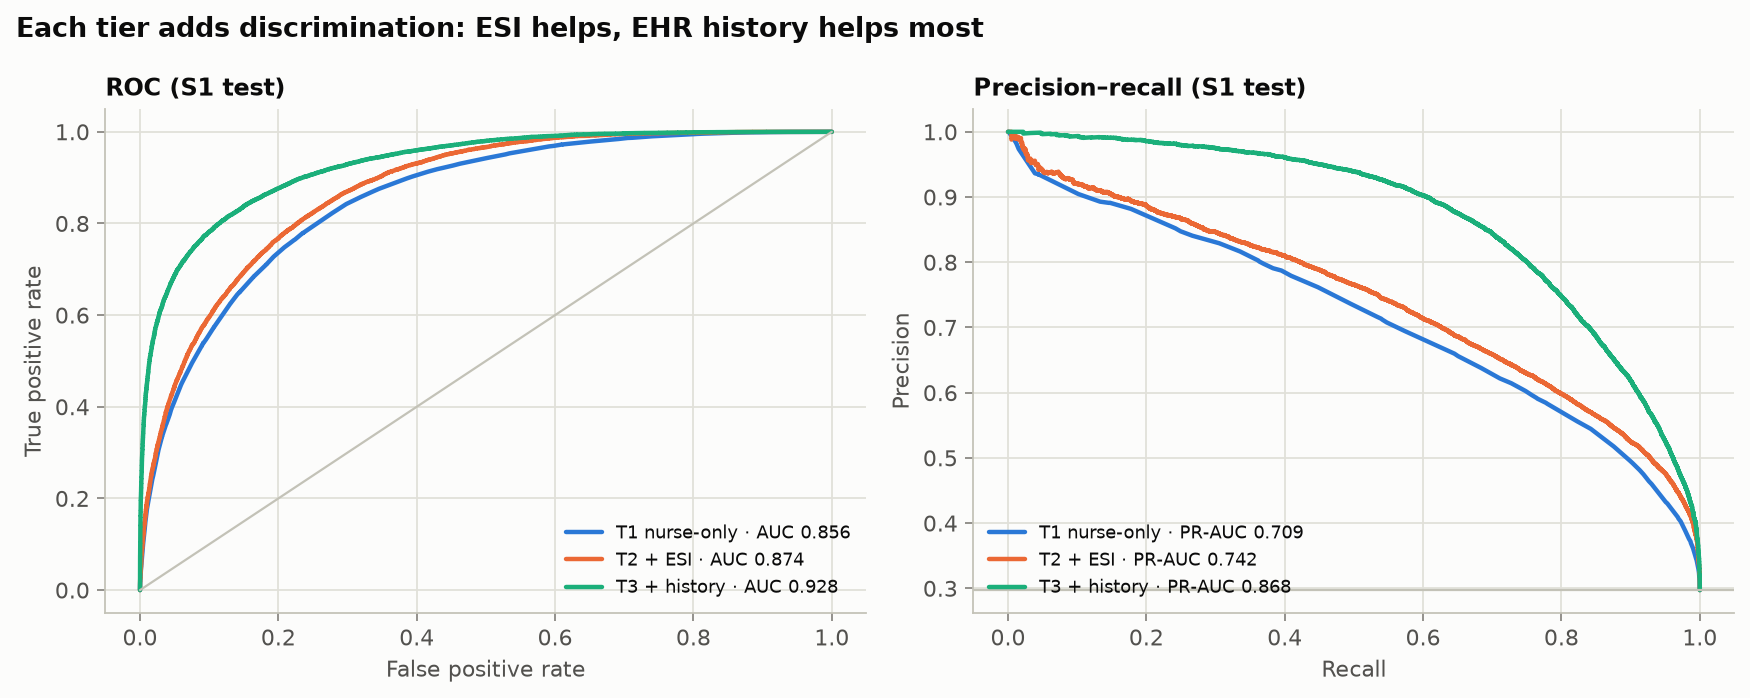 Each tier adds discrimination: ESI helps, EHR history helps most
ROC (S1 test)
True positive rate
1.0
0.8
0.6
0.4
0.2
0.0
T1 nurse-only · AUC 0.856
T2 + ESI · AUC 0.874
T3 + history · AUC 0.928
0.0 0.2 0.4 0.6 0.8 1.0
False positive rate
Precision–recall (S1 test)
Precision
1.0
0.9
0.8
0.7
0.6
0.5
0.4
0.3
T1 nurse-only · PR-AUC 0.709
T2 + ESI · PR-AUC 0.742
T3 + history · PR-AUC 0.868
0.0 0.2 0.4 0.6 0.8 1.0
Recall